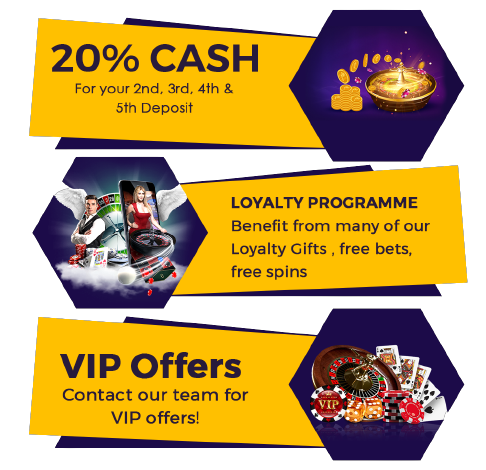 20% CASH
For your 2nd, 3rd, 4th &
5th Deposit
LOYALTY PROGRAMME
Benefit from many of our
Loyalty Gifts , free bets,
free spins
VIP Offers
Contact our team for
VIP offers!
VIP